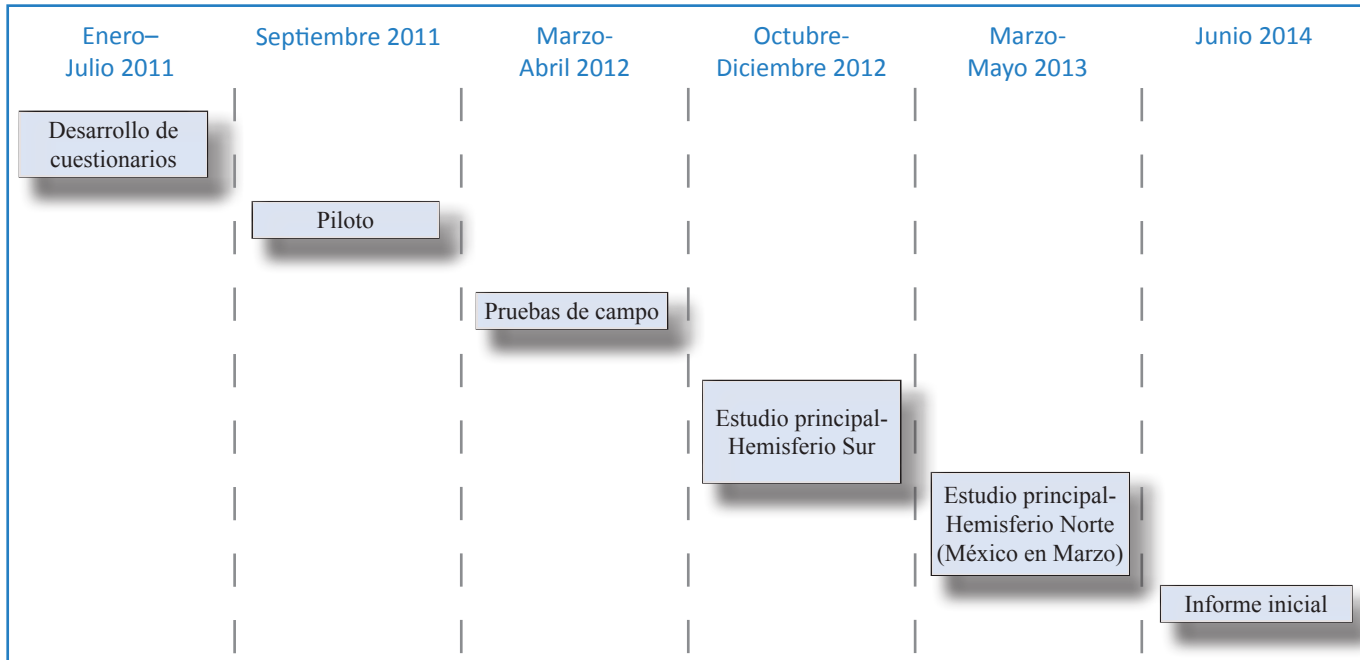 Enero–
Julio 2011
Septiembre 2011
Marzo-
Abril 2012
Octubre-
Diciembre 2012
Marzo-
Mayo 2013
Junio 2014
Desarrollo de
cuestionarios
Piloto
Pruebas de campo
Estudio principal-
Hemisferio Sur
Estudio principal-
Hemisferio Norte
(México en Marzo)
Informe inicial